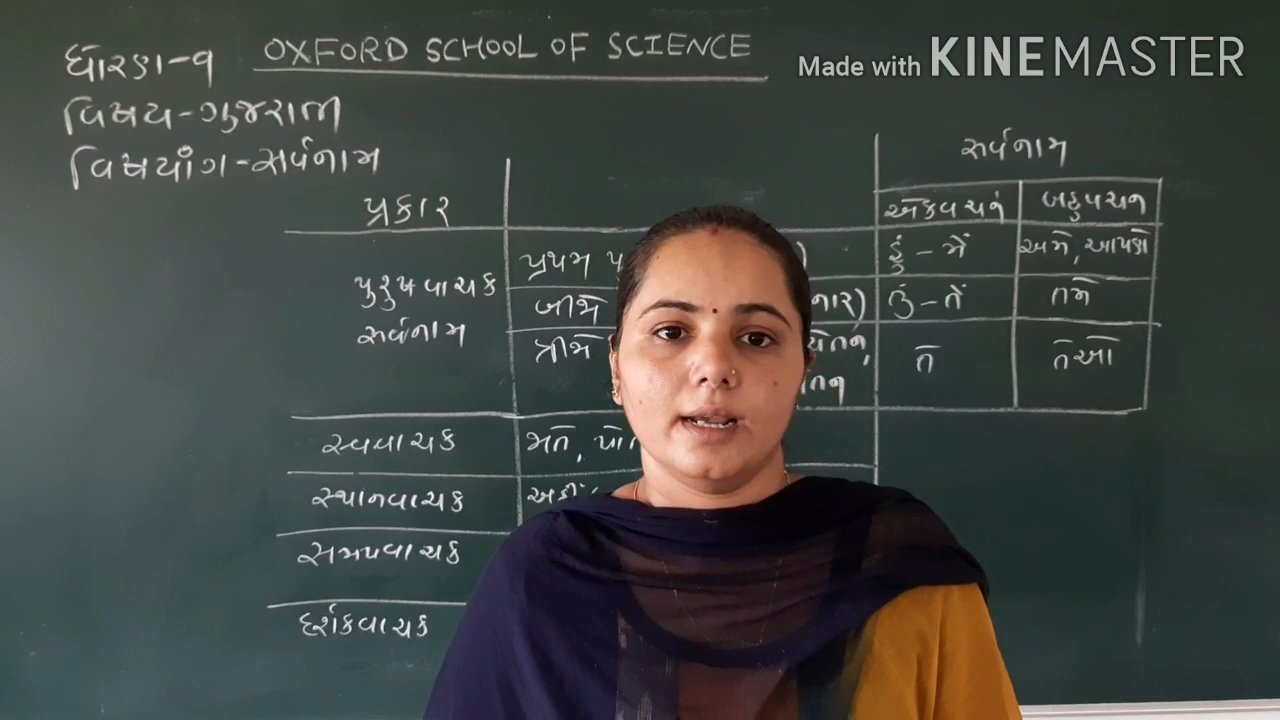 ધોરણ-૧
OXFORD SCHOOL OF SCIENCE
Made with KINEMASTER
વિષય-ગુજરાતી
વિષયાંગ-સર્વનામ
સર્વનામ
પ્રકાર
એકવચન
બહુવચન
પુરુષવાચક
સર્વનામ
પ્રથમ
હું - મેં
અમે, આપણે
બીજો
નાર)
તું - તેં
તમે
ત્રીજો
તે
તેઓ
સ્વવાચક
જાતે,
સ્થાનવાચક
સમયવાચક
દર્શકવાચક